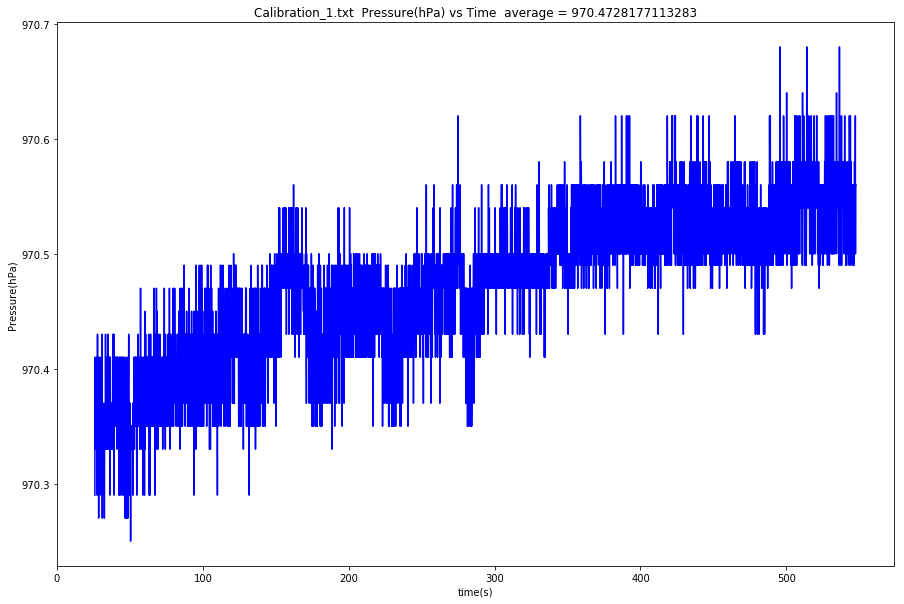 Calibration_1.txt  Pressure(hPa) vs Time  average = 970.4728177113283
970.7
970.6
970.5
970.4
970.3
Pressure(hPa)
0 100 200 300 400 500
time(s)